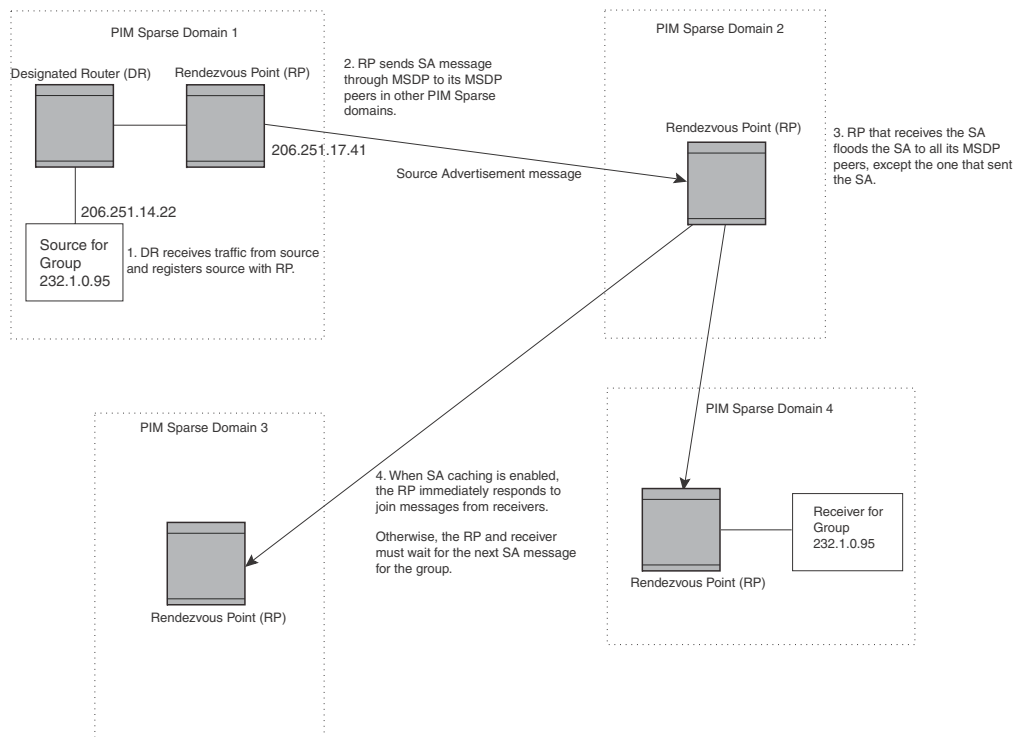 PIM Sparse Domain 1
Designated Router (DR)
Rendezvous Point (RP)
206.251.17.41
206.251.14.22
Source for
Group
232.1.0.95
1. DR receives traffic from source
and registers source with RP.
2. RP sends SA message
through MSDP to its MSDP
peers in other PIM Sparse
domains.
Source Advertisement message
PIM Sparse Domain 2
Rendezvous Point (RP)
3. RP that receives the SA
floods the SA to all its MSDP
peers, except the one that sent
the SA.
PIM Sparse Domain 3
Rendezvous Point (RP)
4. When SA caching is enabled,
the RP immediately responds to
join messages from receivers.
Otherwise, the RP and receiver
must wait for the next SA message
for the group.
PIM Sparse Domain 4
Rendezvous Point (RP)
Receiver for
Group
232.1.0.95